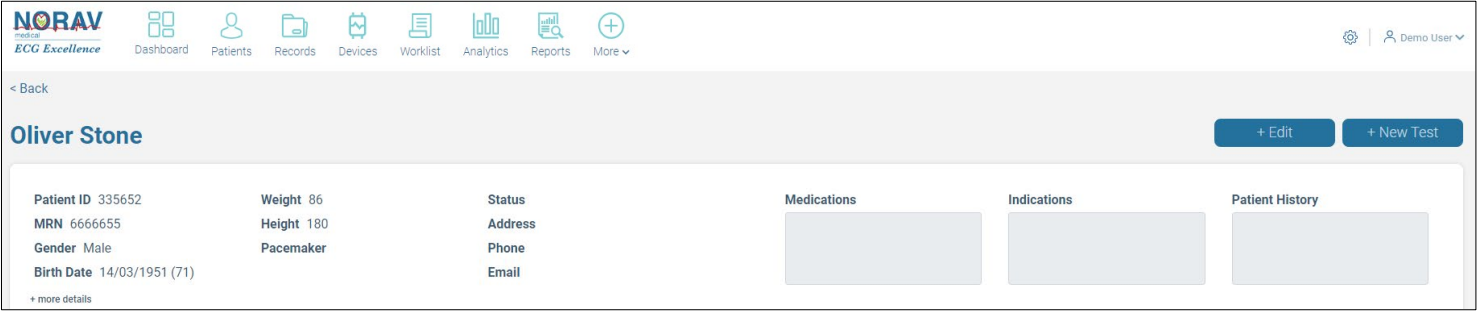 NORAV
medical
ECG Excellence
Dashboard
Patients
Records
Devices
Worklist
Analytics
Reports
More
Demo User
< Back
Oliver Stone
+ Edit
+ New Test
Patient ID 335652
MRN 6666655
Gender Male
Birth Date 14/03/1951 (71)
+ more details
Weight 86
Height 180
Pacemaker
Status
Address
Phone
Email
Medications
Indications
Patient History